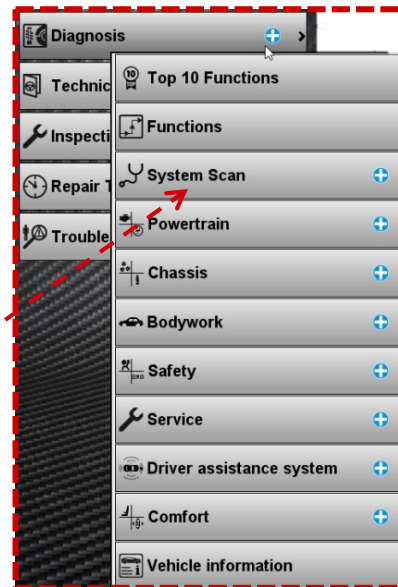 Diagnosis
Technic
Inspecti
Repair T
Trouble
10
Top 10 Functions
Functions
System Scan
Powertrain
Chassis
Bodywork
Safety
Service
Driver assistance system
Comfort
Vehicle information